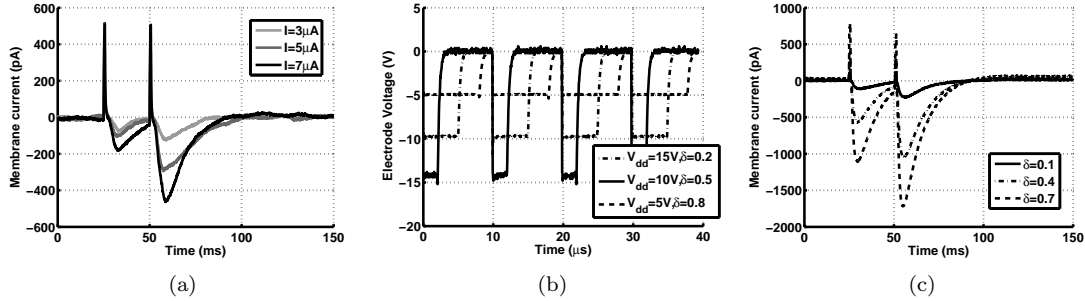 600
400
200
0
−200
−400
−600
0
50
100
150
Membrane current (pA)
Time (ms)
I=3μA
I=5μA
I=7μA
(a)
5
0
−5
−10
−15
−20
0
10
20
30
40
Electrode Voltage (V)
Time (μs)
V_dd=15V,δ=0.2
V_dd=10V,δ=0.5
V_dd=5V,δ=0.8
(b)
1000
500
0
−500
−1000
−1500
2000
0
50
100
150
Membrane current (pA)
Time (ms)
δ=0.1
δ=0.4
δ=0.7
(c)